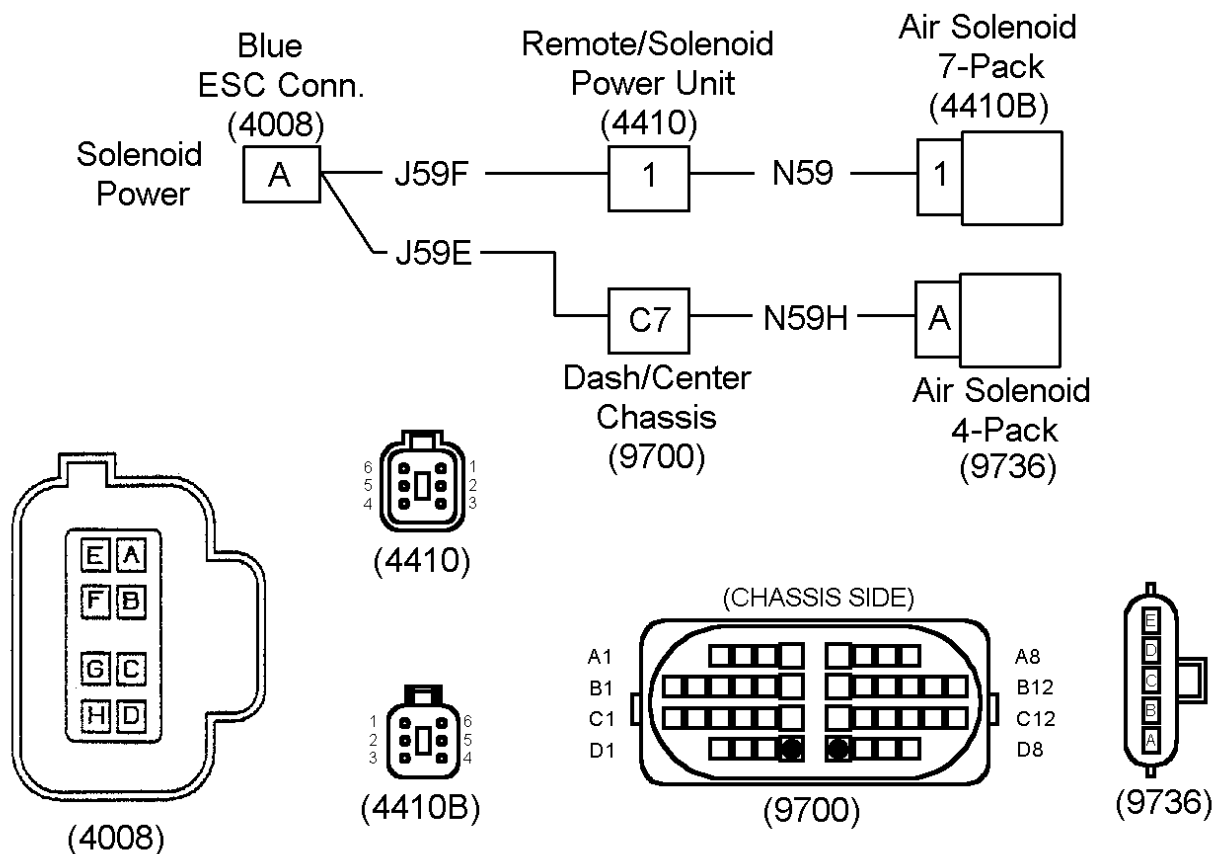 Blue
ESC Conn.
(4008)
Remote/Solenoid
Power Unit
(4410)
Air Solenoid
7-Pack
(4410B)
Solenoid
Power
A
J59F
1
N59
1
J59E
C7
N59H
A
Dash/Center
Chassis
(9700)
Air Solenoid
4-Pack
(9736)
E A
F B
G C
H D
(4008)
6 1
5 2
4 3
(4410)
1 6
2 5
3 4
(4410B)
(CHASSIS SIDE)
A1 A8
B1 B12
C1 C12
D1 D8
(9700)
E
D
C
B
A
(9736)